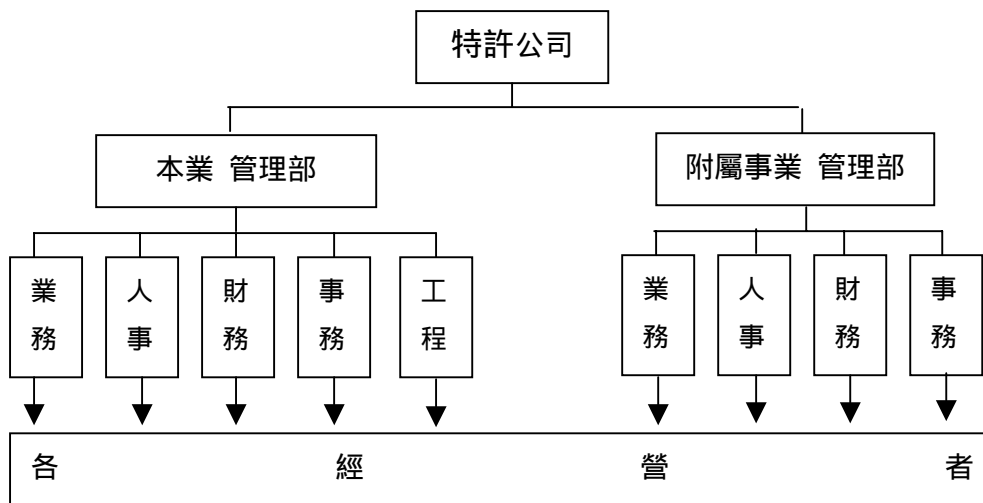 特許公司
本業 管理部
附屬事業 管理部
業務
人事
財務
事務
工程
業務
人事
財務
事務
各經營者